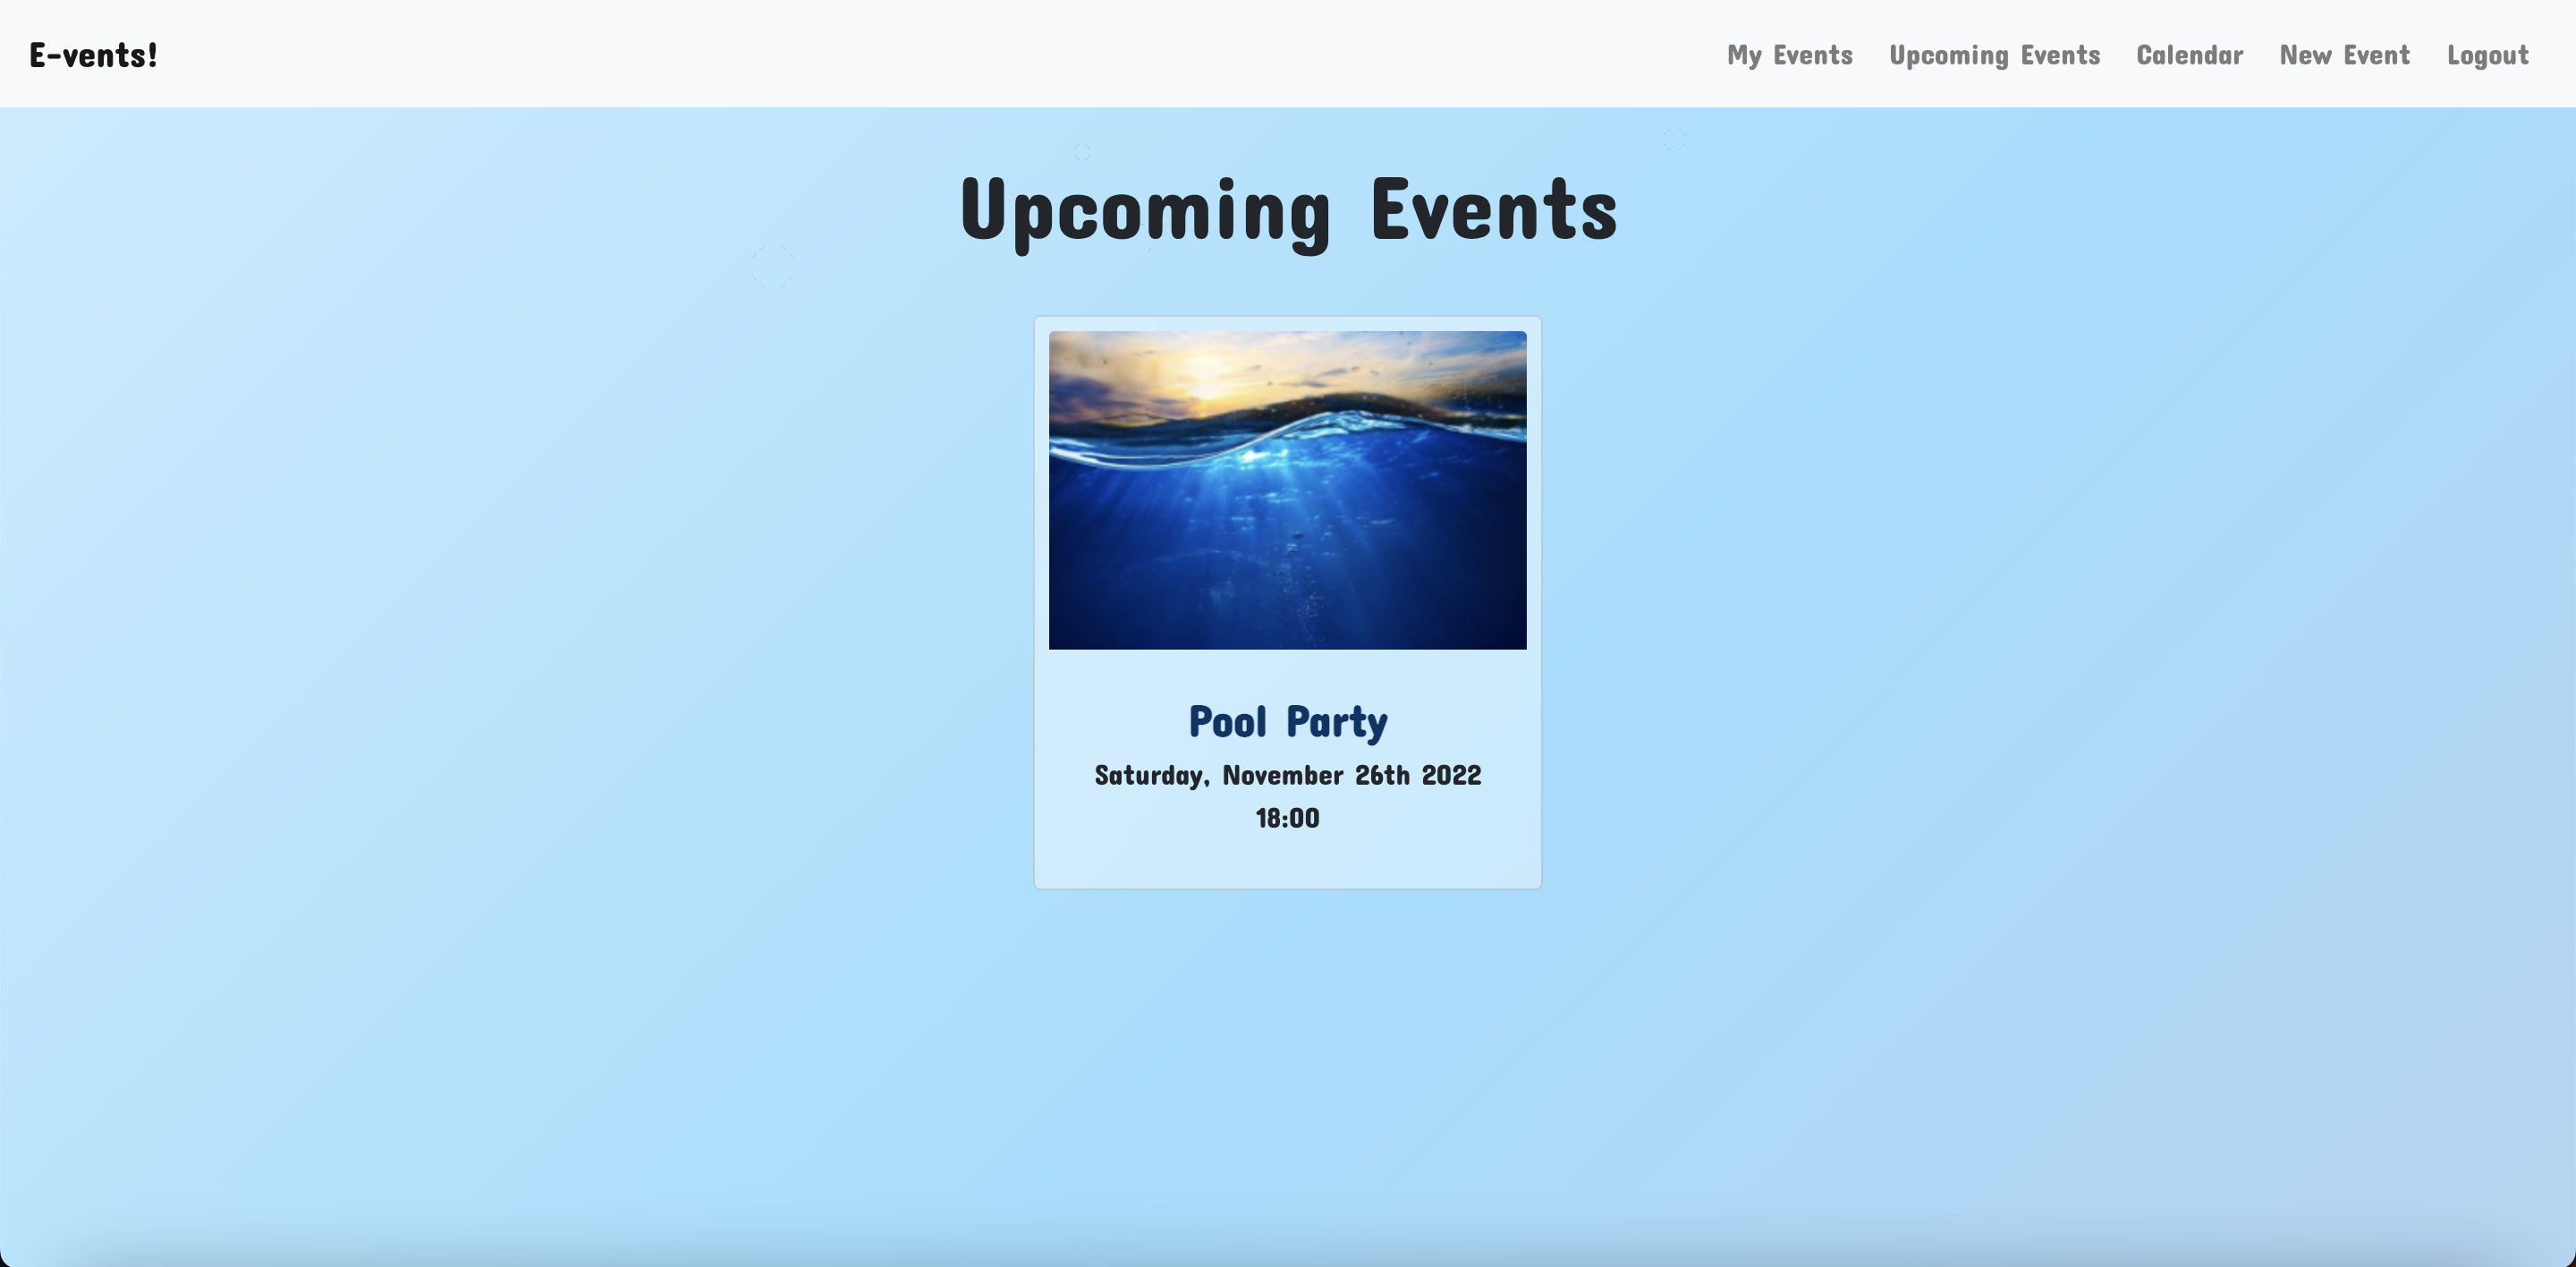 E-vents!
My Events
Upcoming Events
Calendar
New Event
Logout
Upcoming Events
Pool Party
Saturday, November 26th 2022
18:00